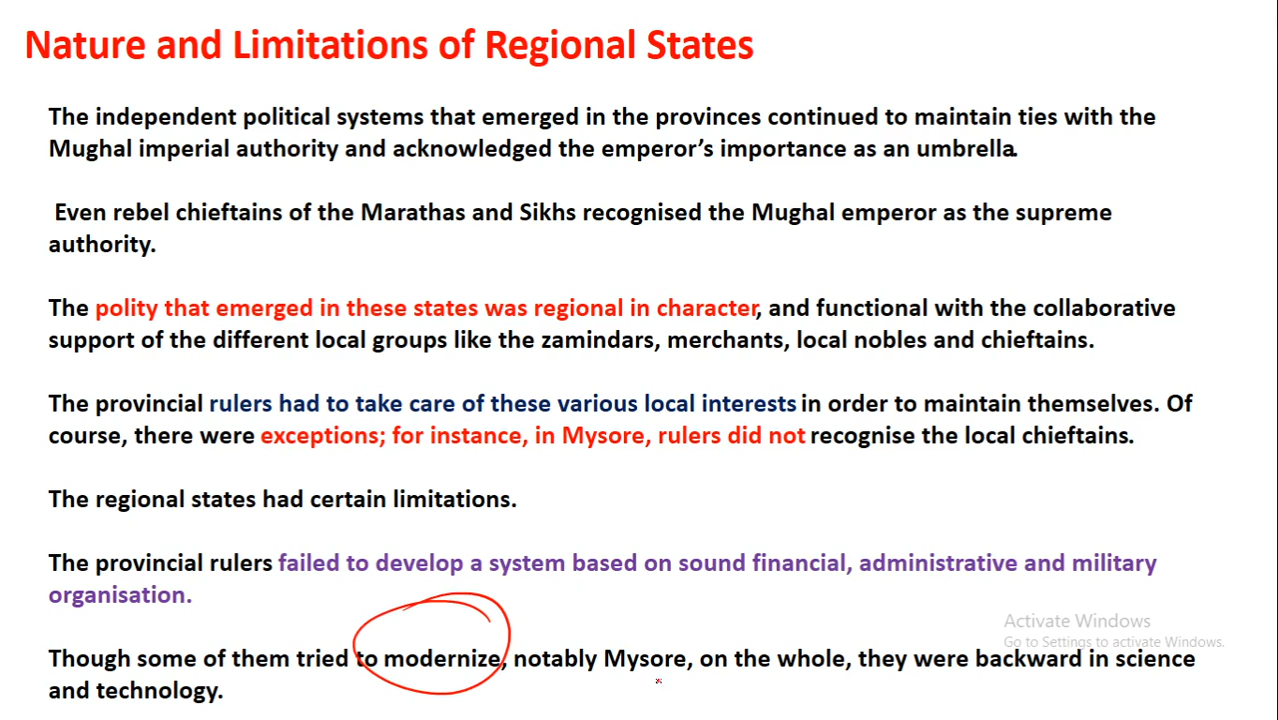 Nature and Limitations of Regional States
The independent political systems that emerged in the provinces continued to maintain ties with the
Mughal imperial authority and acknowledged the emperor's importance as an umbrella.
Even rebel chieftains of the Marathas and Sikhs recognised the Mughal emperor as the supreme
authority.
The polity that emerged in these states was regional in character, and functional with the collaborative
support of the different local groups like the zamindars, merchants, local nobles and chieftains.
The provincial rulers had to take care of these various local interests in order to maintain themselves. Of
course, there were exceptions; for instance, in Mysore, rulers did not recognise the local chieftains.
The regional states had certain limitations.
The provincial rulers failed to develop a system based on sound financial, administrative and military
organisation.
Activate Windows
Go to Settings to activate Windows.
Though some of them tried to modernize, notably Mysore, on the whole, they were backward in science
and technology.